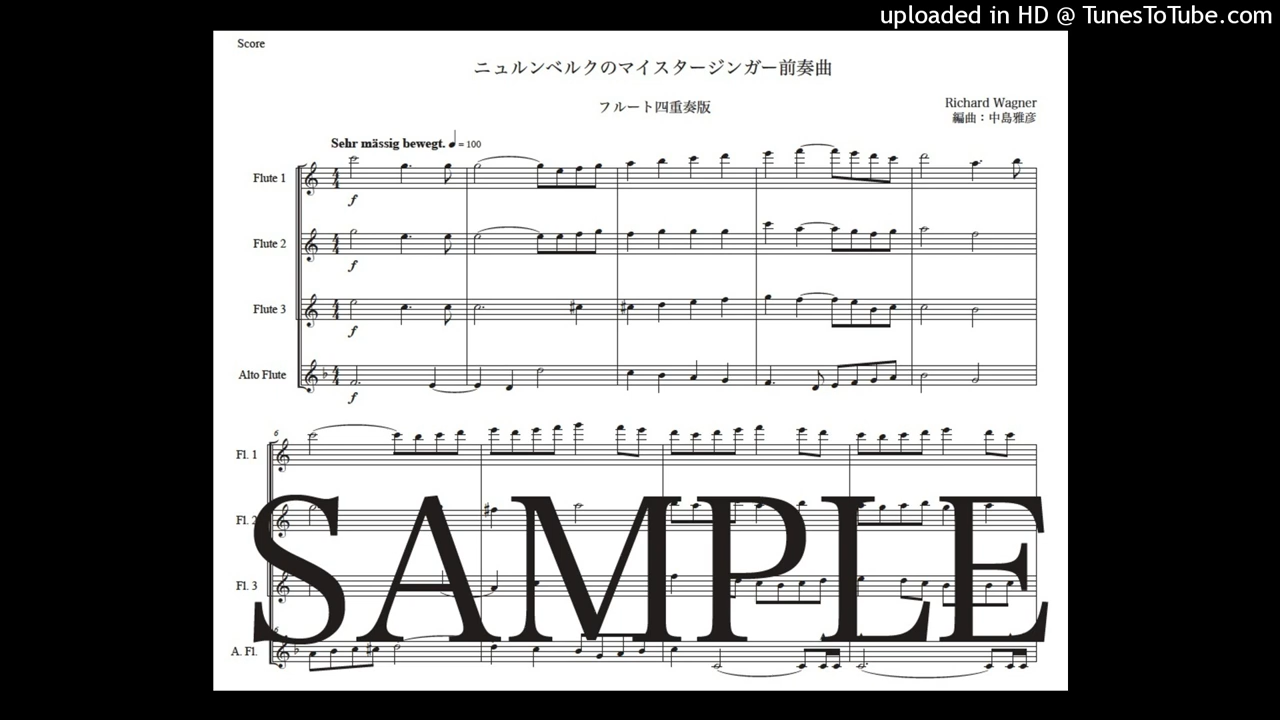 uploaded in HD @ TunesToTube.com
Score
ニュルンベルクのマイスタージンガー前奏曲
フルート四重奏版
Richard Wagner
編曲：中島雅彦
Sehr mässig bewegt. ♩= 100
Flute 1
f
Flute 2
f
Flute 3
f
Alto Flute
f
6
Fl. 1
Fl. 2
Fl. 3
6
A. Fl.
SAMPLE